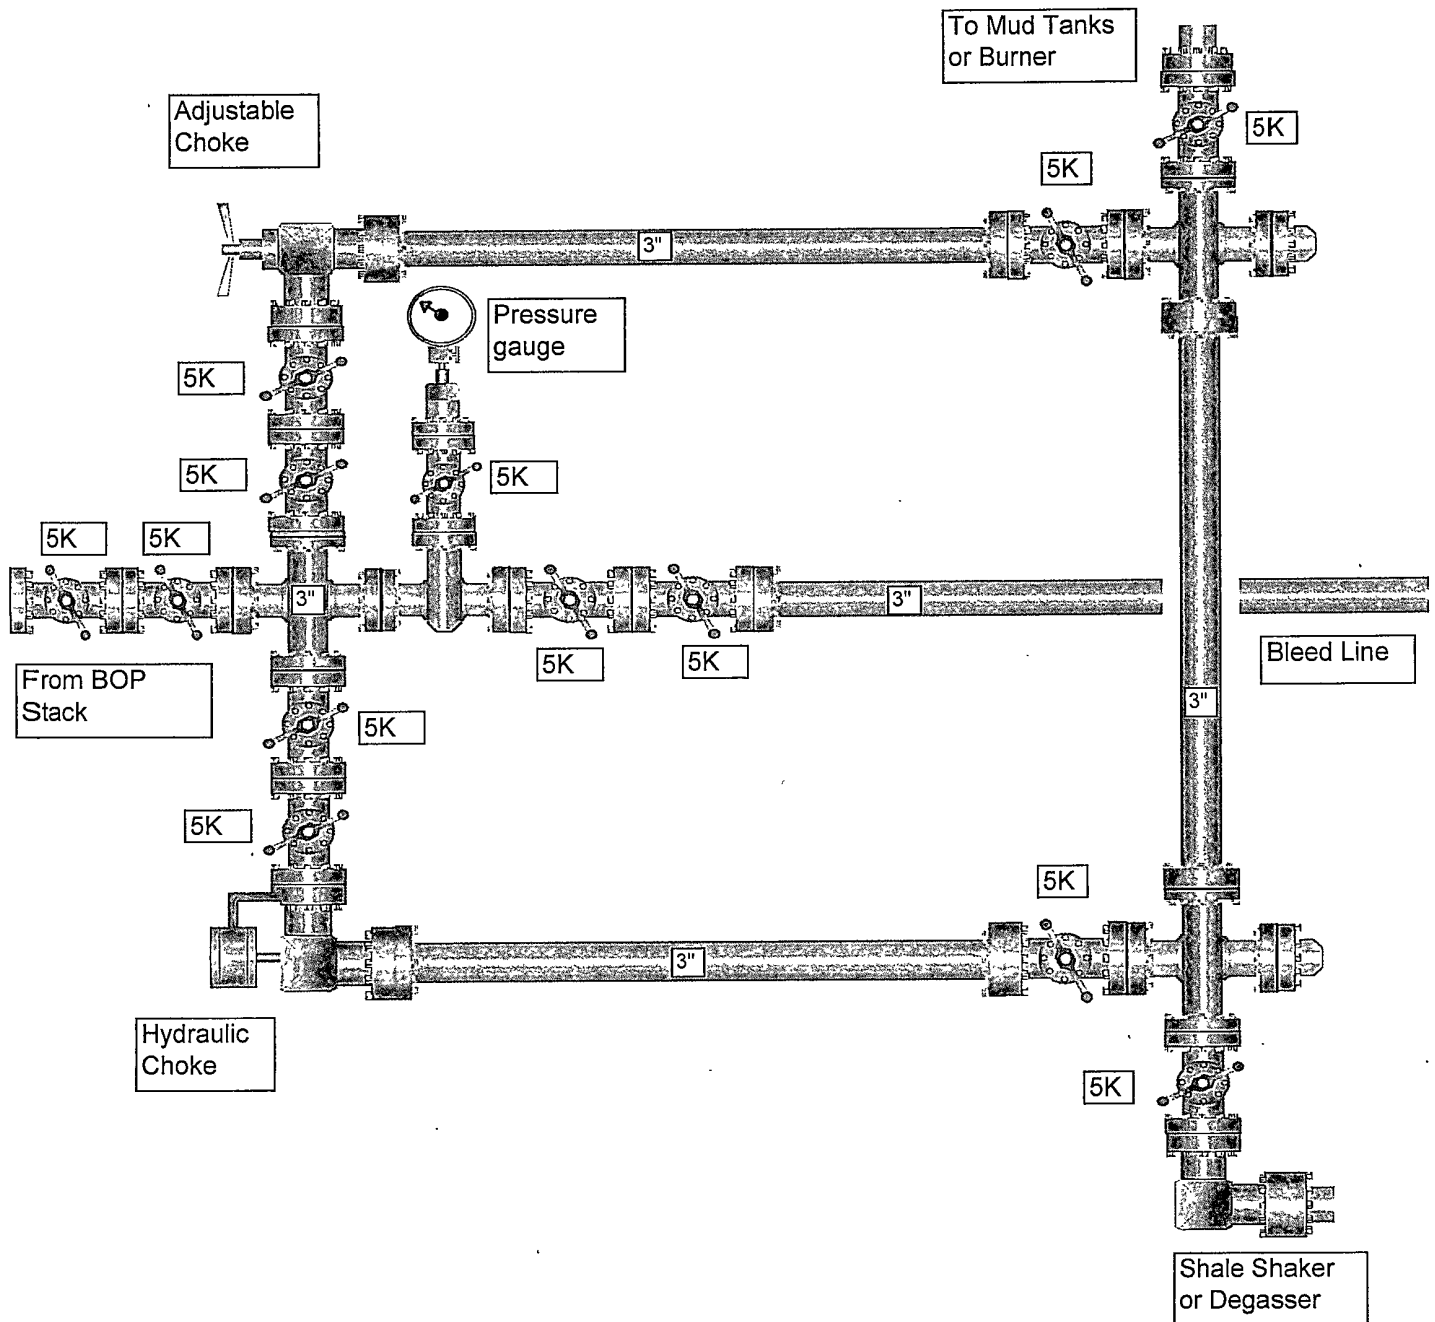 To Mud Tanks
or Burner
Adjustable
Choke
5K
5K
3"
Pressure
gauge
5K
5K
5K
5K
5K
3"
3"
5K
5K
Bleed Line
From BOP
Stack
3"
5K
5K
5K
3"
Hydraulic
Choke
5K
Shale Shaker
or Degasser